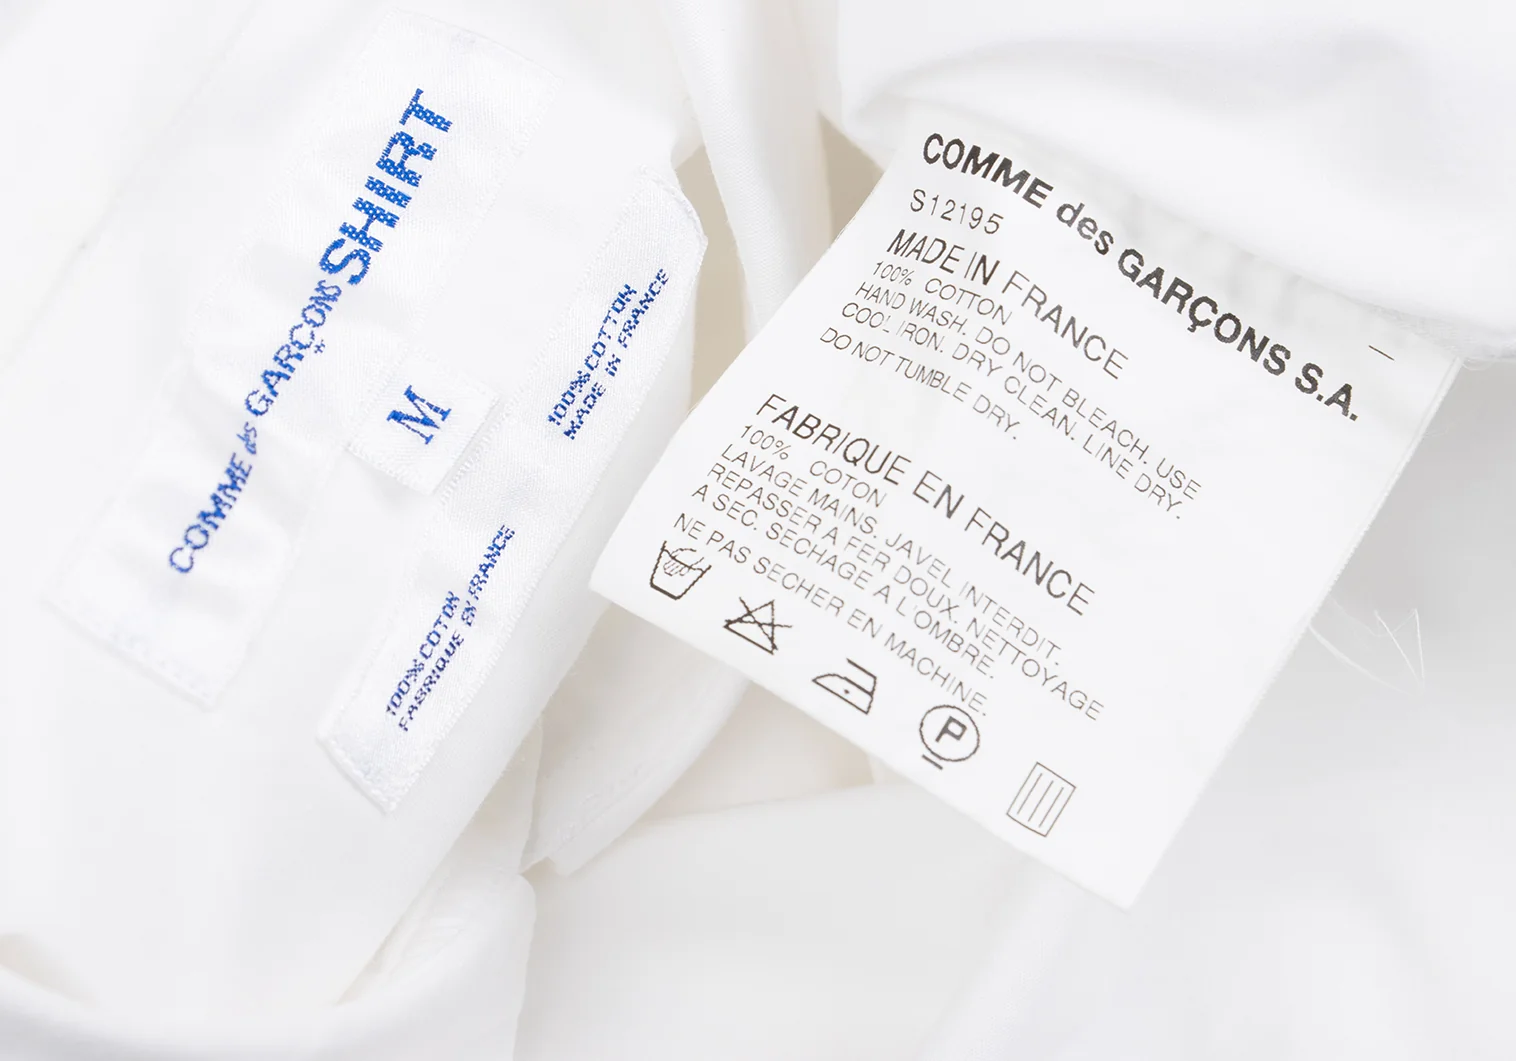 COMME des GARÇONS SHIRT
M
100% COTTON
MADE IN FRANCE
100% COTON
FABRIQUE EN FRANCE
COMME des GARÇONS S.A.
S12195
MADE IN FRANCE
100% COTTON
HAND WASH. DO NOT BLEACH. USE
COOL IRON. DRY CLEAN. LINE DRY.
DO NOT TUMBLE DRY.
FABRIQUE EN FRANCE
100% COTON
LAVAGE MAINS. JAVEL INTERDIT.
REPASSER A FER DOUX. NETTOYAGE
A SEC. SECHAGE A L'OMBRE.
NE PAS SECHER EN MACHINE.
P